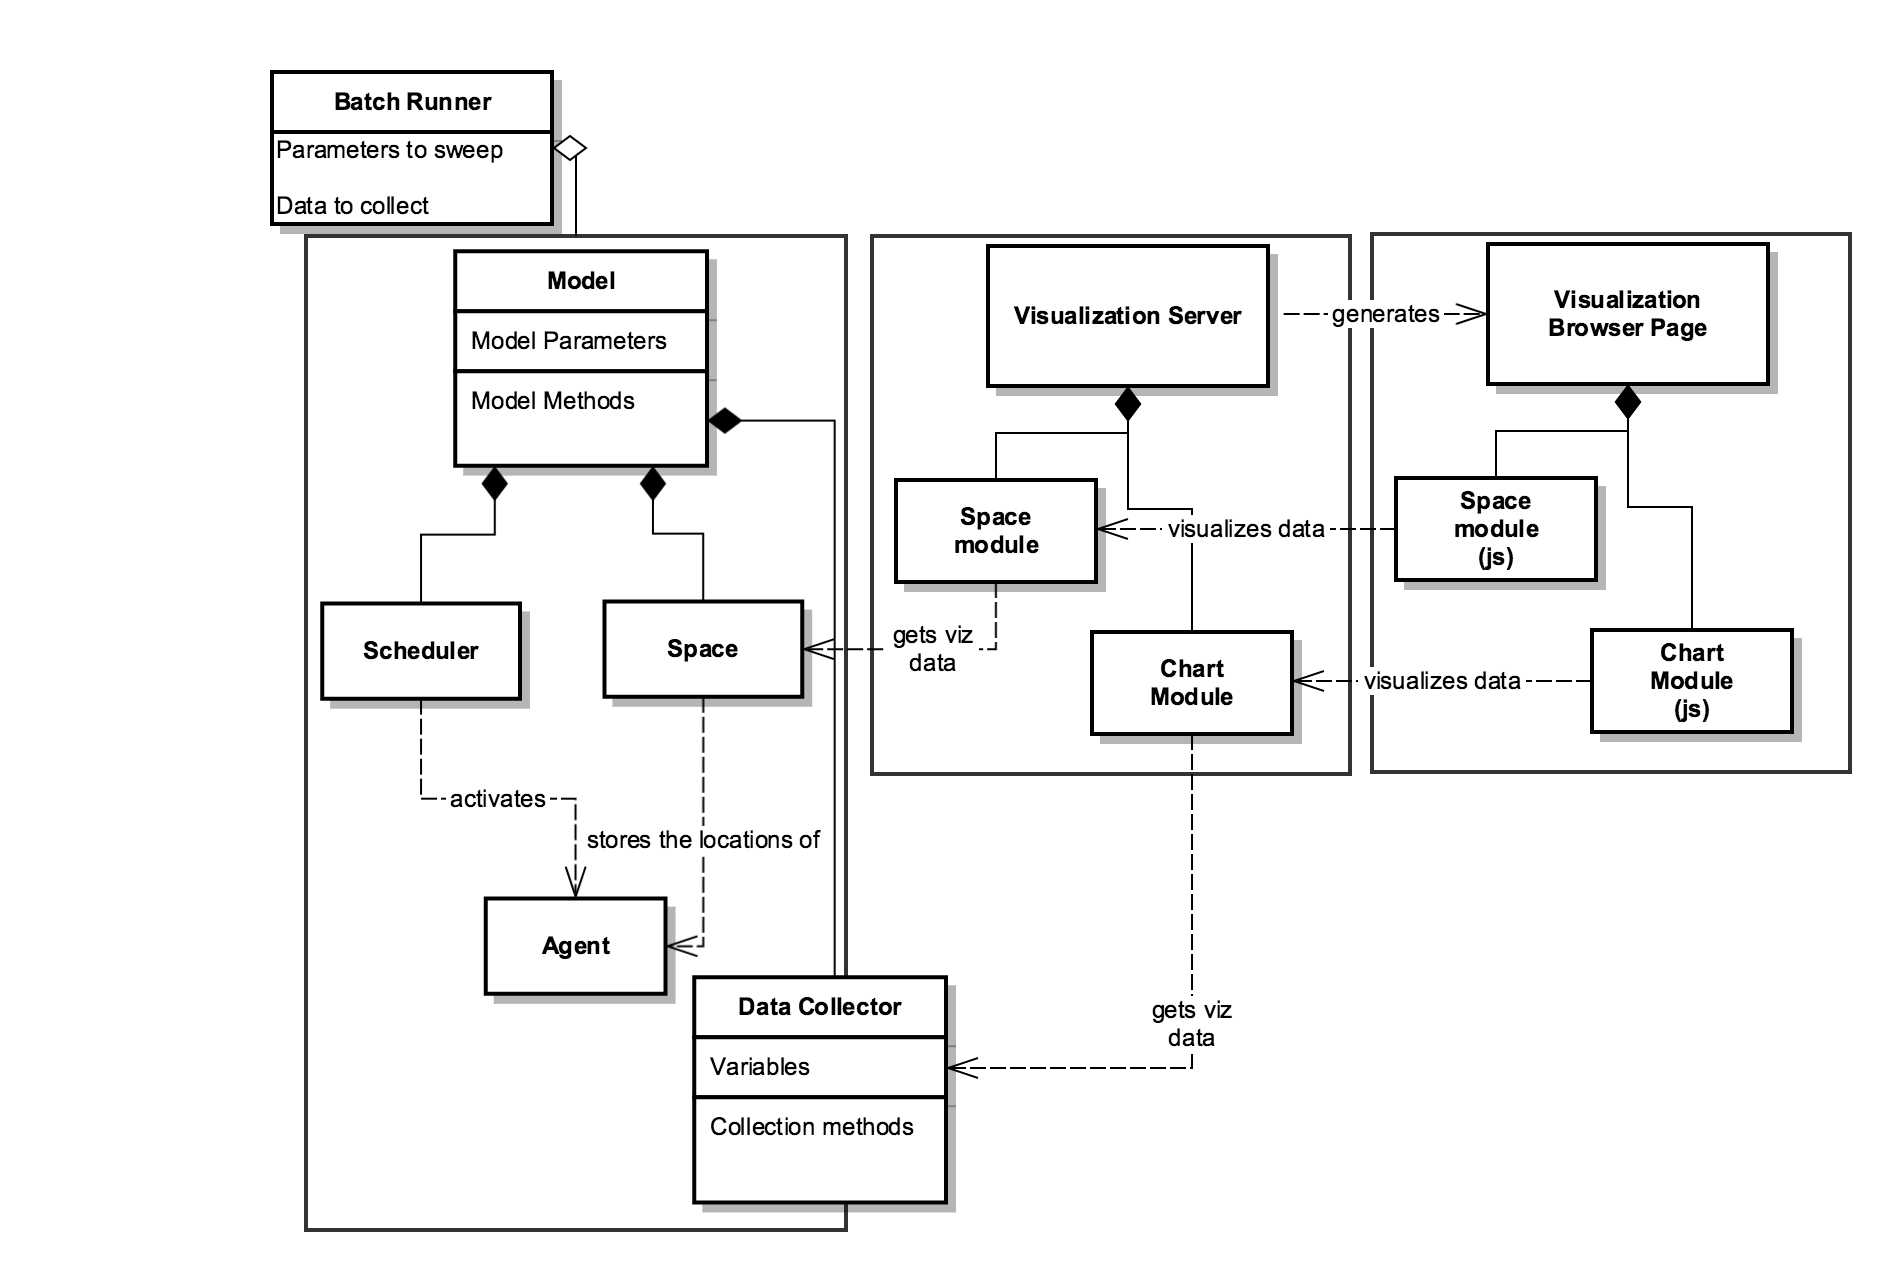 Batch Runner
Parameters to sweep
Data to collect
Model
Model Parameters
Model Methods
Scheduler
Space
activates
stores the locations of
Agent
Data Collector
Variables
Collection methods
Visualization Server
generates
Space
module
visualizes data
gets viz
data
Chart
Module
visualizes data
gets viz
data
Visualization
Browser Page
Space
module
(js)
Chart
Module
(js)